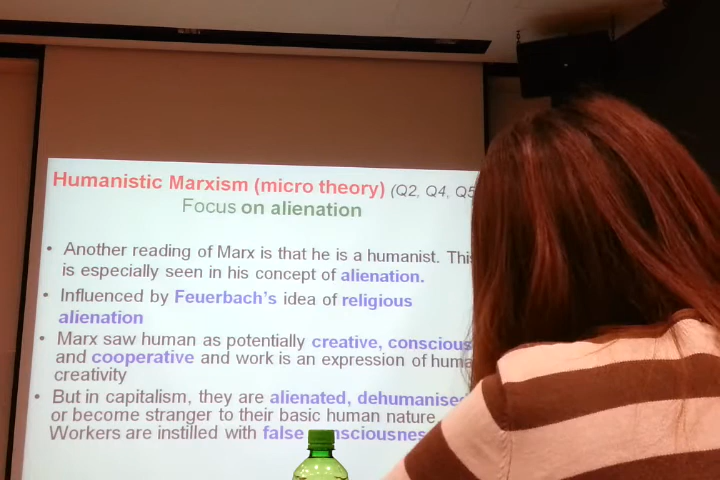 Humanistic Marxism (micro theory) (Q2, Q4, Q5
Focus on alienation
• Another reading of Marx is that he is a humanist. This
is especially seen in his concept of alienation.
• Influenced by Feuerbach's idea of religious
alienation
• Marx saw human as potentially creative, conscious
and cooperative and work is an expression of huma
creativity
• But in capitalism, they are alienated, dehumanised
or become stranger to their basic human nature
Workers are instilled with false